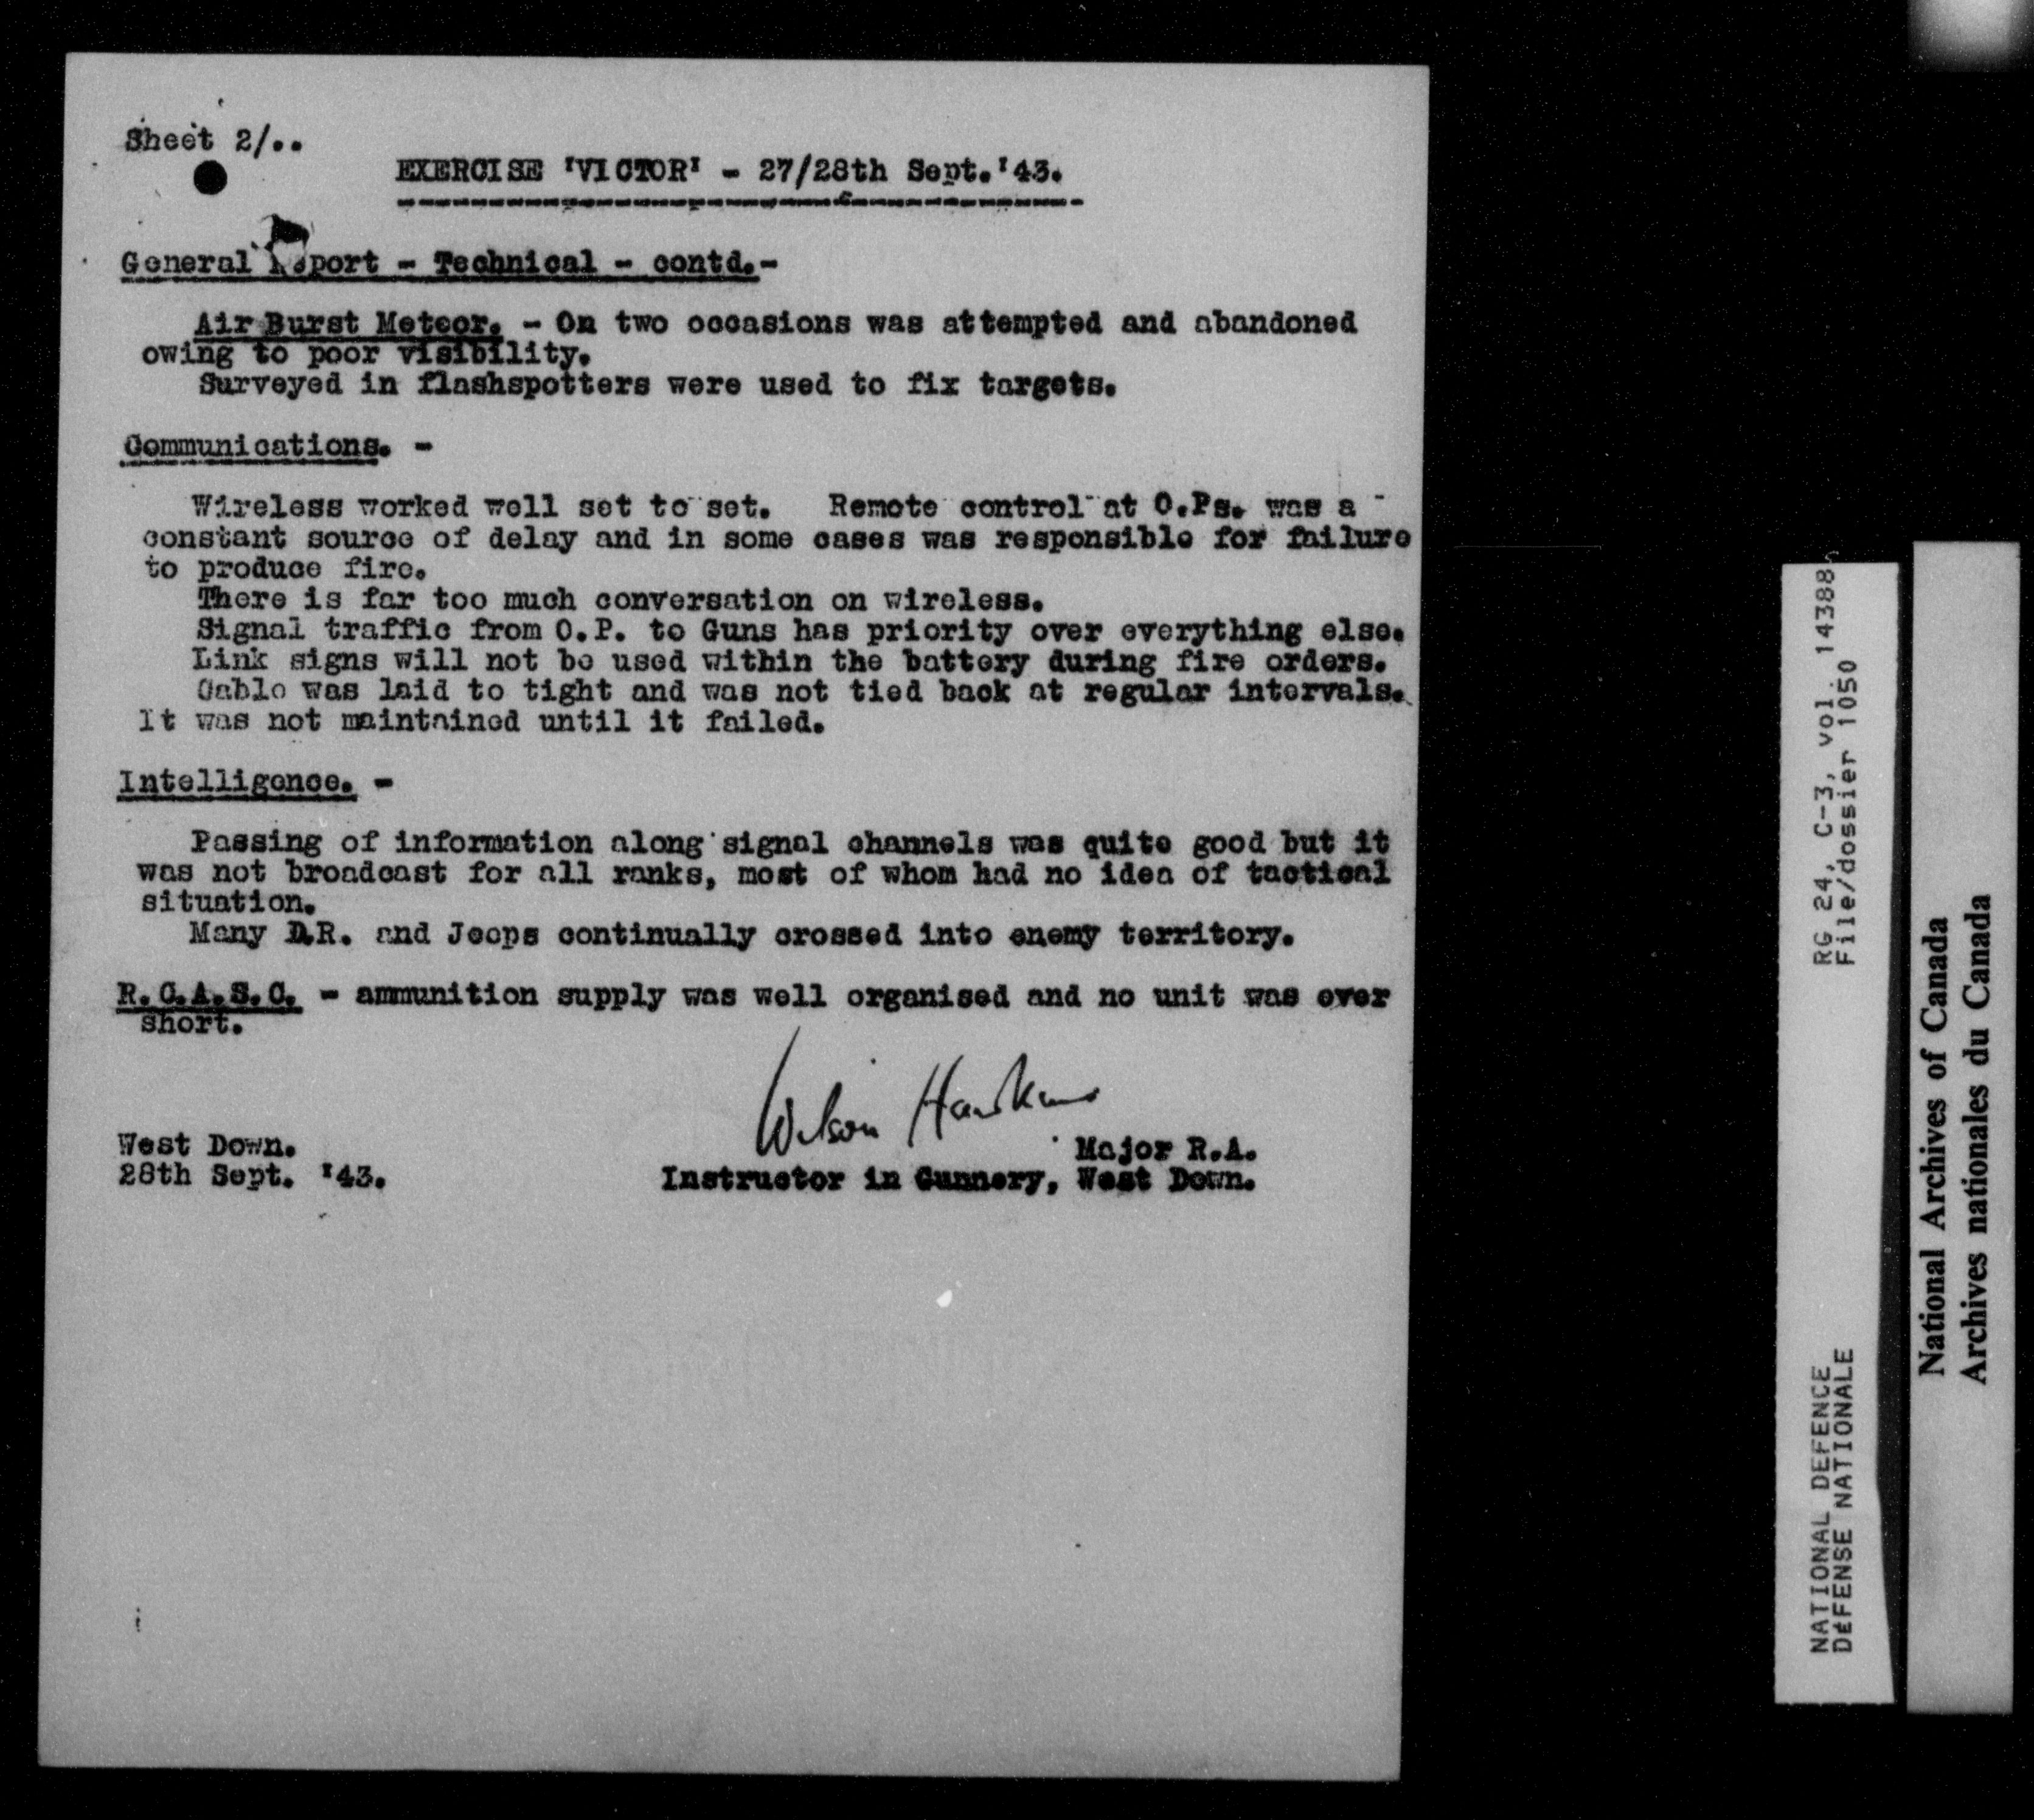 Sheet 2/..
EXERCISE 'VICTOR' - 27/28th Sept.'43.
General Report - Technical - contd.-
Air Burst Meteor. - On two occasions was attempted and abandoned
owing to poor visibility.
Surveyed in flashspotters were used to fix targets.
Communications. -
Wireless worked well set to set. Remote control at O.Ps. was a
constant source of delay and in some cases was responsible for failure
to produce fire.
There is far too much conversation on wireless.
Signal traffic from O.P. to Guns has priority over everything else.
Link signs will not be used within the battery during fire orders.
Cable was laid to tight and was not tied back at regular intervals.
It was not maintained until it failed.
Intelligence. -
Passing of information along signal channels was quite good but it
was not broadcast for all ranks, most of whom had no idea of tactical
situation.
Many D.R. and Jeeps continually crossed into enemy territory.
R.C.A.S.C. - ammunition supply was well organised and no unit was ever
short.
Wilson Hawkins
West Down.
28th Sept. '43.
Major R.A.
Instructor in Gunnery, West Down.
NATIONAL DEFENCE RG 24, C-3, vol. 14388
DéFENSE NATIONALE File/dossier 1050
National Archives of Canada
Archives nationales du Canada